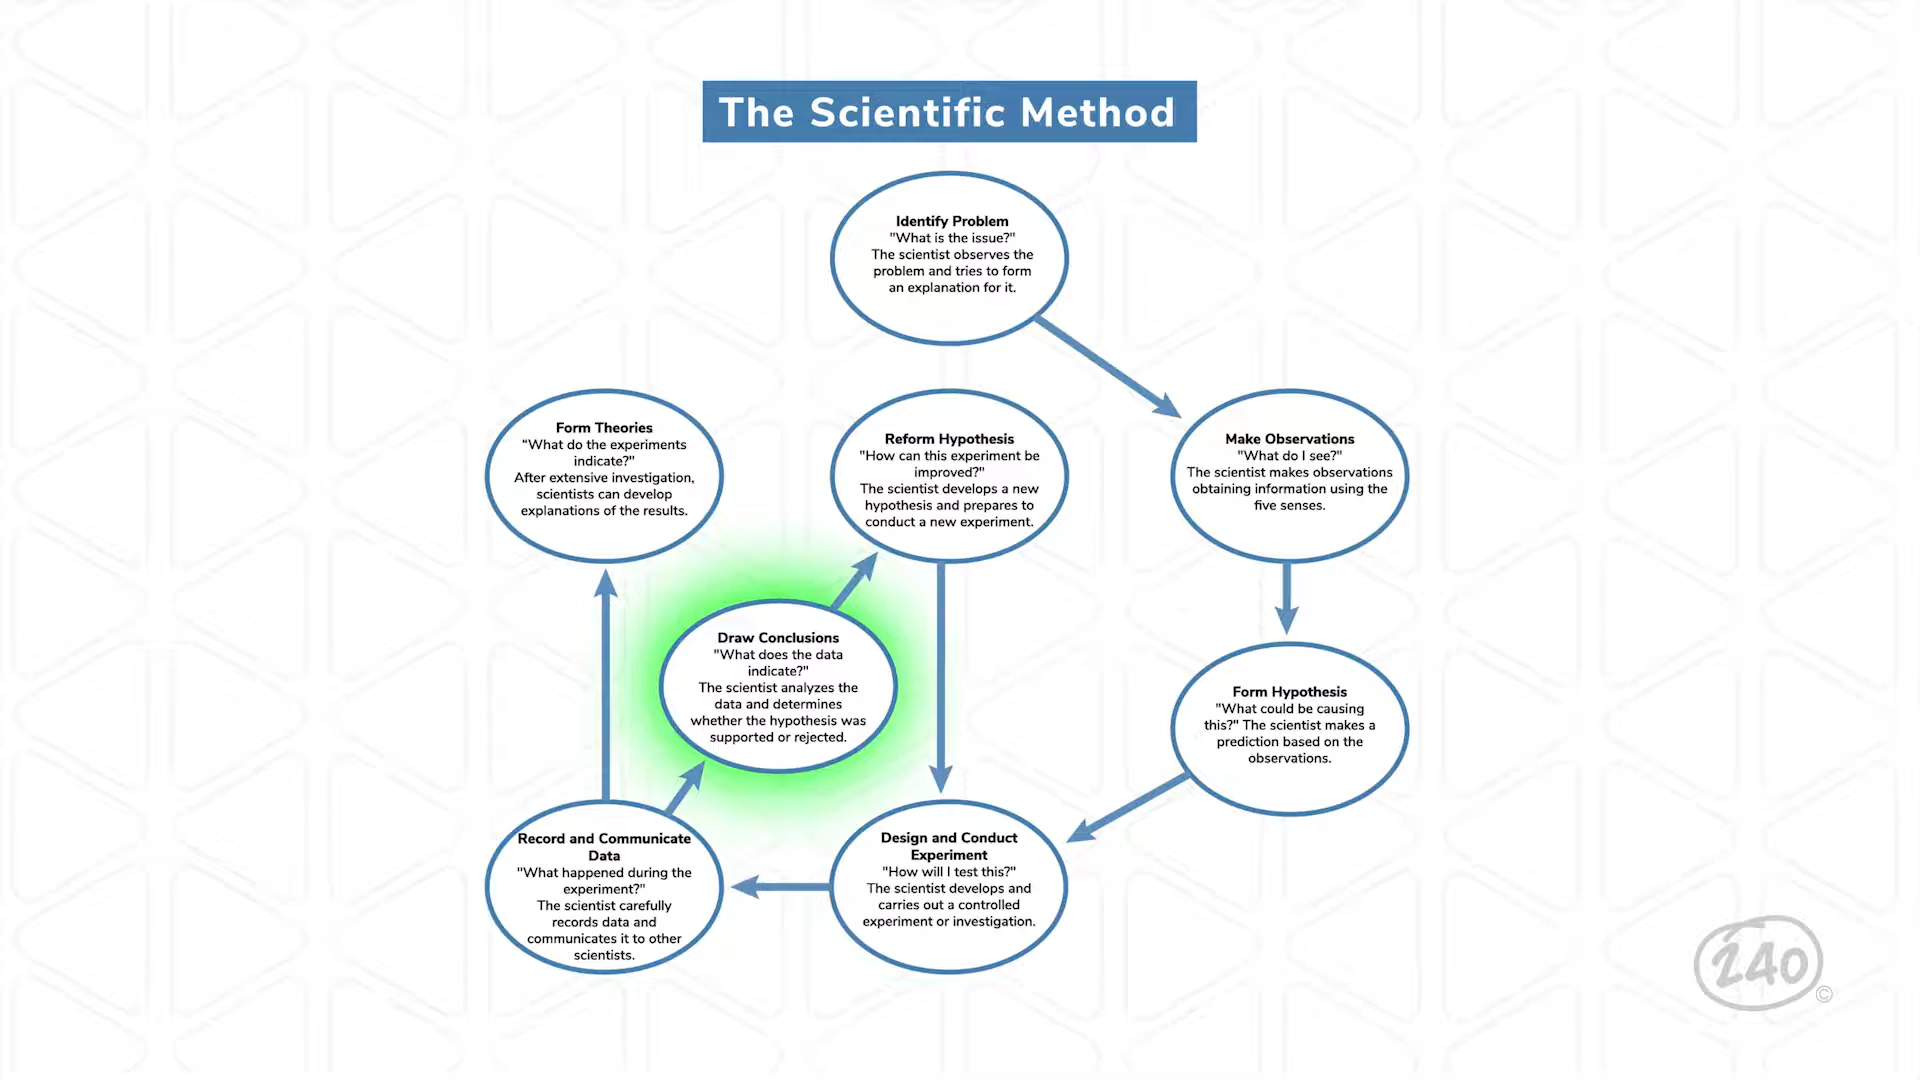 The Scientific Method
Identify Problem
"What is the issue?"
The scientist observes the
problem and tries to form
an explanation for it.
Form Theories
“What do the experiments
indicate?"
After extensive investigation,
scientists can develop
explanations of the results.
Reform Hypothesis
"How can this experiment be
improved?"
The scientist develops a new
hypothesis and prepares to
conduct a new experiment.
Make Observations
"What do I see?"
The scientist makes observations
obtaining information using the
five senses.
Draw Conclusions
"What does the data
indicate?"
The scientist analyzes the
data and determines
whether the hypothesis was
supported or rejected.
Form Hypothesis
"What could be causing
this?" The scientist makes a
prediction based on the
observations.
Record and Communicate
Data
"What happened during the
experiment?"
The scientist carefully
records data and
communicates it to other
scientists.
Design and Conduct
Experiment
"How will I test this?"
The scientist develops and
carries out a controlled
experiment or investigation.
240
©